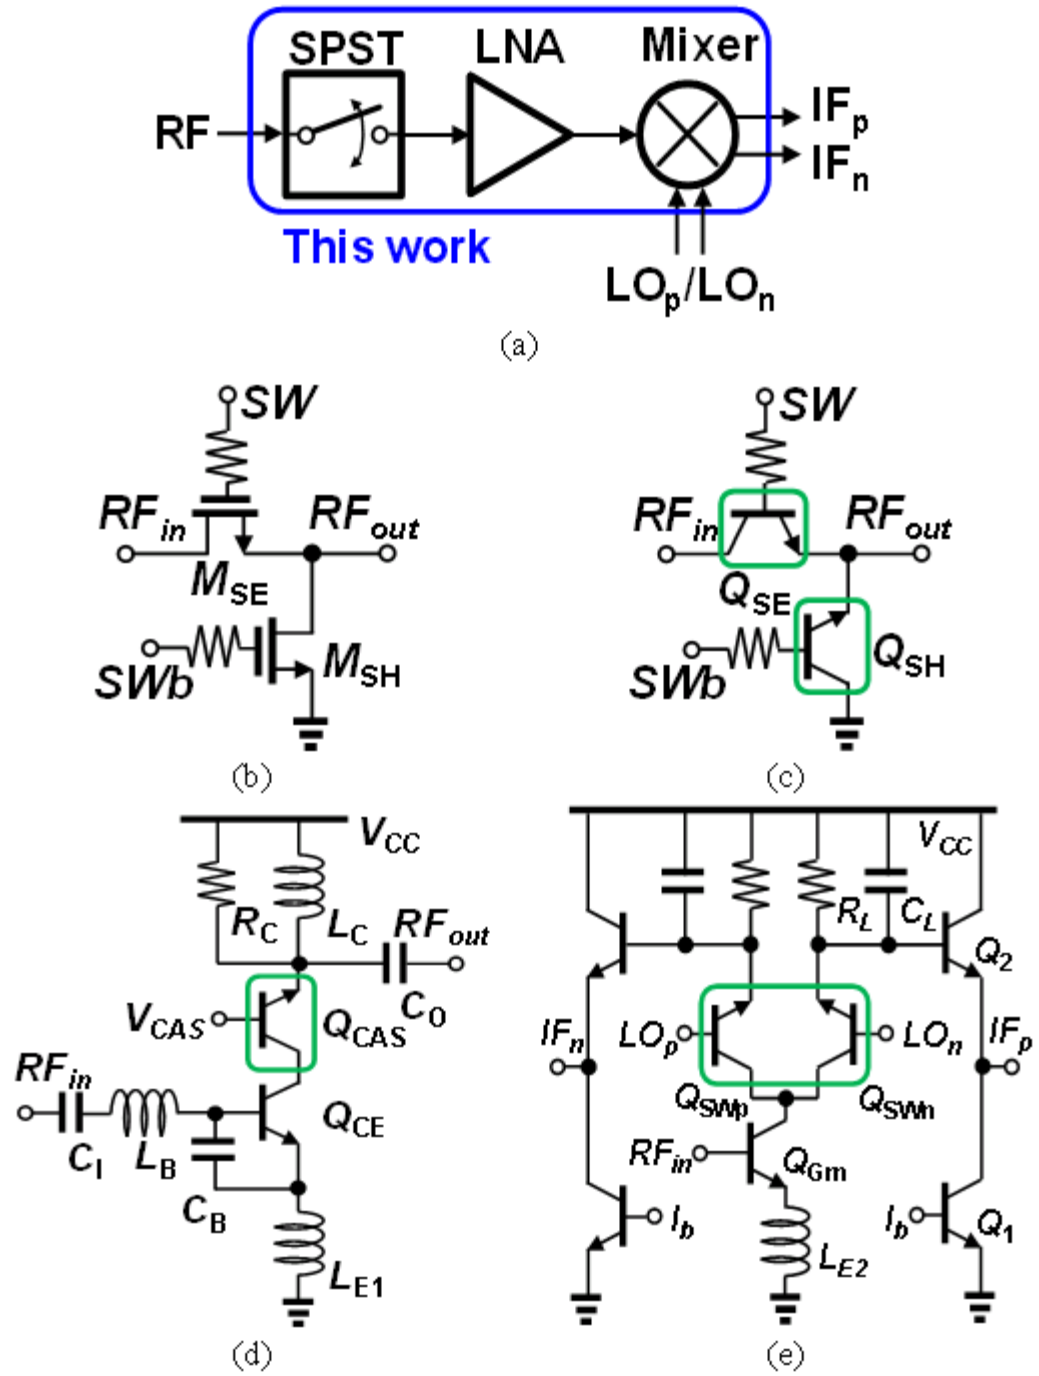 SPST LNA Mixer
RF
IFp
IFn
This work
LOp/LOn
(a)
SW
RFin
RFout
MSE
SWb
MSH
(b)
SW
RFin
RFout
QSE
SWb
QSH
(c)
VCC
RC
LC
RFout
VCAS
QCAS
CO
RFin
QCE
CI
LB
CB
LE1
(d)
VCC
RL
CL
Q2
IFn
LOp
LOn
IFp
QSWp
QSWn
RFin
QGm
Ib
Ib
Q1
LE2
(e)